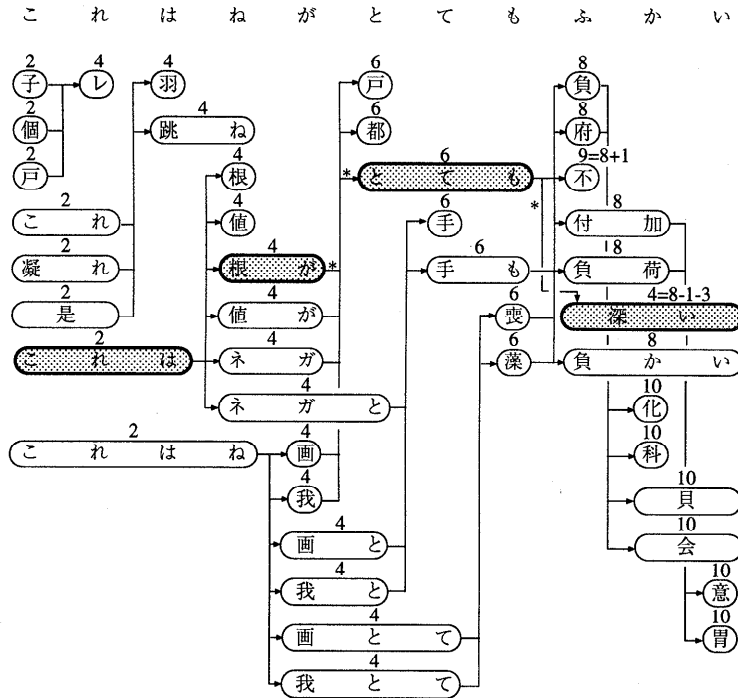 これはねがとてもふかい
2 4 4 6 8
子 レ 羽 戸 負
2 4 6 8
個 跳ね 都 府
2 4 6 9=8+1
戸 根 * とても 不
2 4 6 * 8
これ 値 手 付加
2 4 6 8
凝れ 根が * 手も 負荷
2 4 6 4=8-1-3
是 値が 喪 深い
2 4 6 8
これは ネガ 藻 負かい
4 10
ネガと 化
2 4 10
これはね 画 科
4 10
我 貝
4 10
画と 会
4 10
我と 意
4 10
画とて 胃
4
我とて